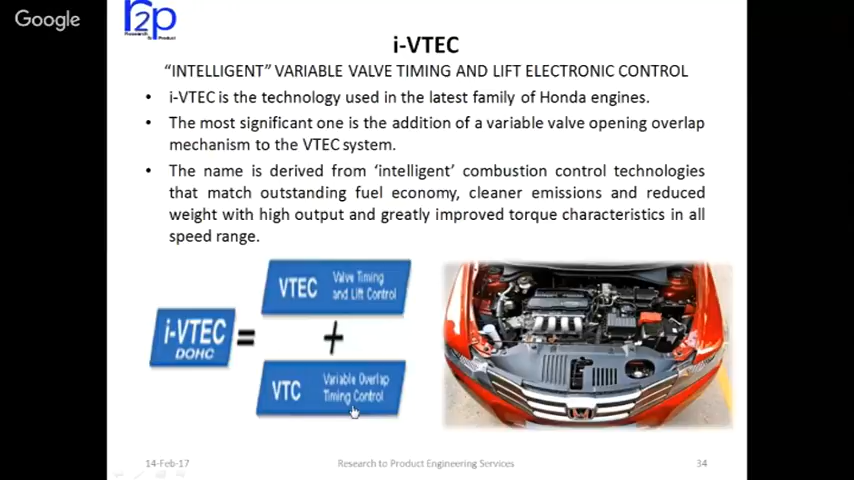 Google
r2p
Research
to Product
i-VTEC
“INTELLIGENT” VARIABLE VALVE TIMING AND LIFT ELECTRONIC CONTROL
• i-VTEC is the technology used in the latest family of Honda engines.
• The most significant one is the addition of a variable valve opening overlap
mechanism to the VTEC system.
• The name is derived from ‘intelligent’ combustion control technologies
that match outstanding fuel economy, cleaner emissions and reduced
weight with high output and greatly improved torque characteristics in all
speed range.
VTEC Valve Timing
and Lift Control
i-VTEC =
DOHC
+
VTC Variable Overlap
Timing Control
14-Feb-17 Research to Product Engineering Services 34